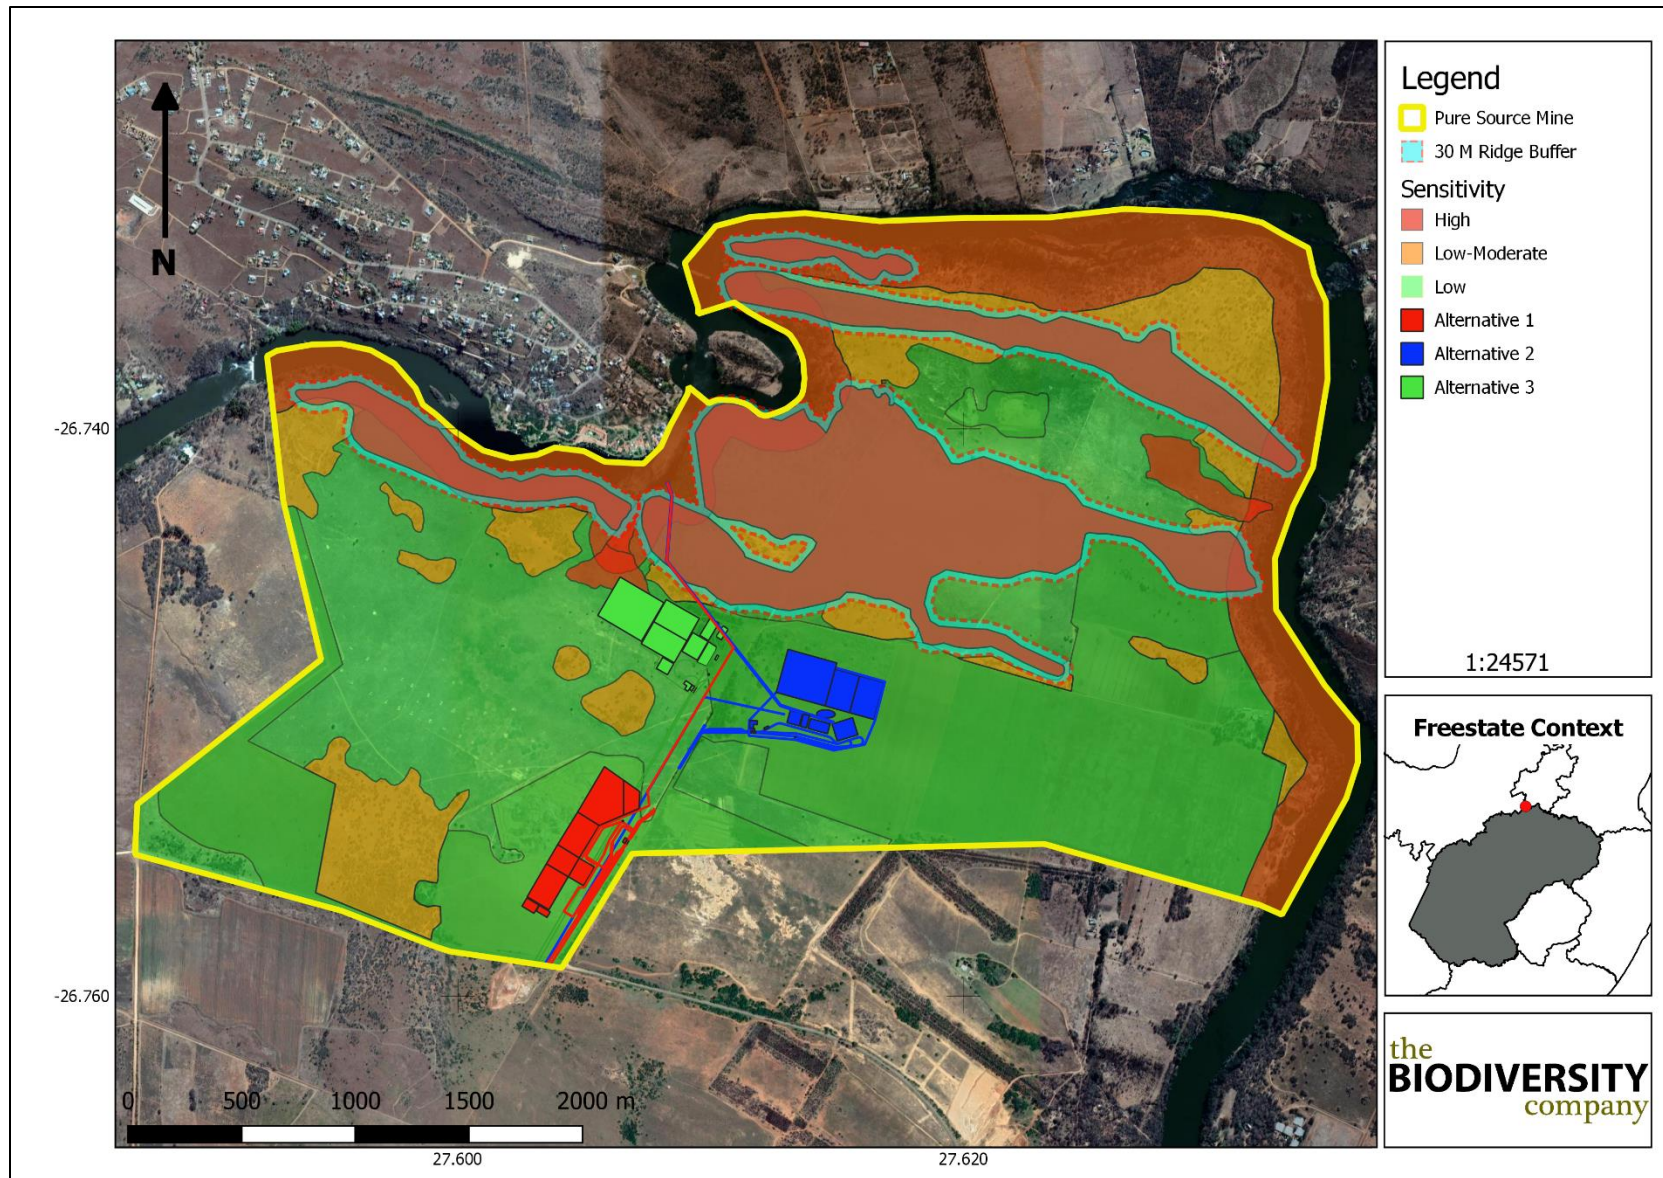 N
-26.740
-26.760
27.600
27.620
0 500 1000 1500 2000 m
Legend
Pure Source Mine
30 M Ridge Buffer
Sensitivity
High
Low-Moderate
Low
Alternative 1
Alternative 2
Alternative 3
1:24571
Freestate Context
the
BIODIVERSITY
company